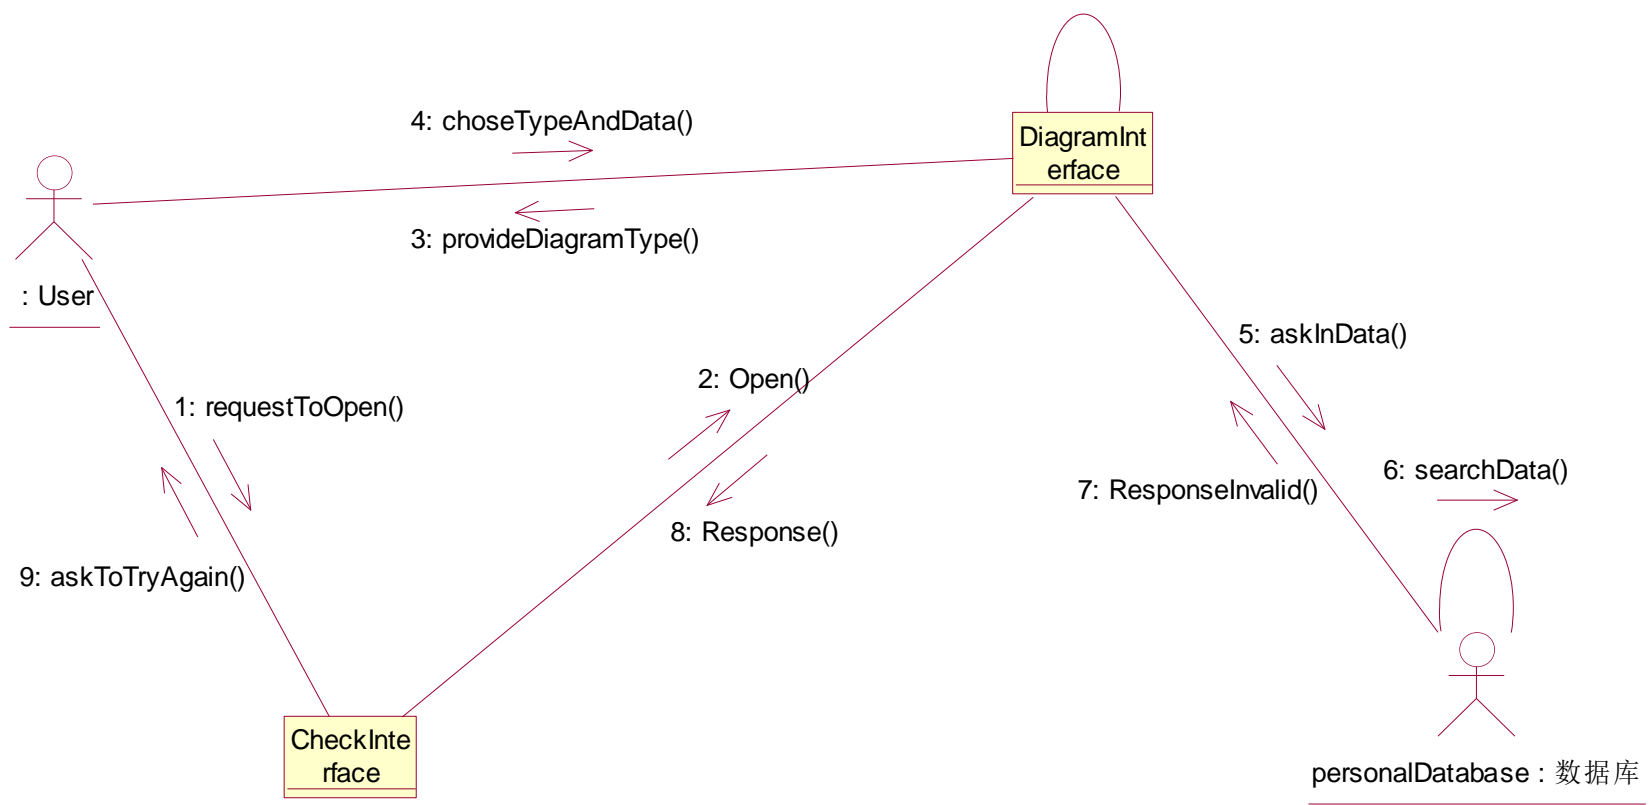 4: choseTypeAndData()
DiagramInt
erface
3: provideDiagramType()
: User
5: askInData()
2: Open()
1: requestToOpen()
6: searchData()
7: ResponseInvalid()
8: Response()
9: askToTryAgain()
CheckInte
rface
personalDatabase : 数据库